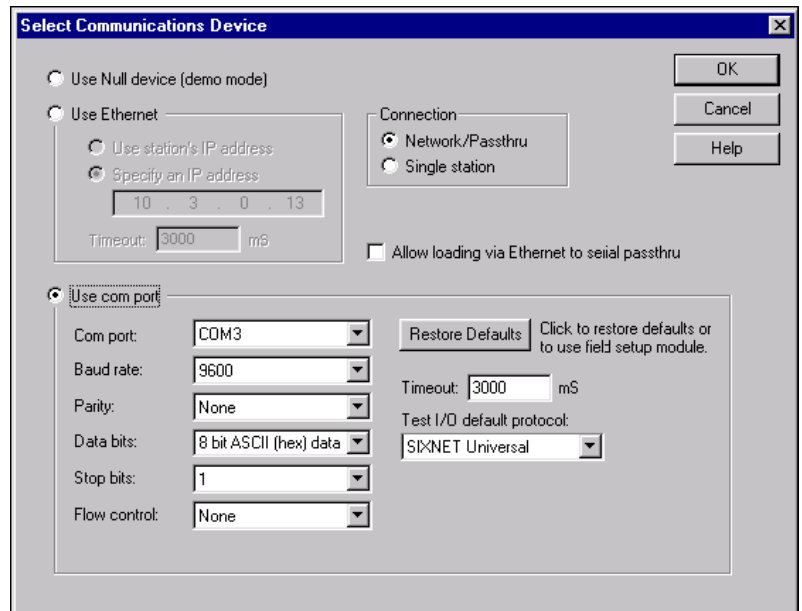 Select Communications Device
Use Null device (demo mode)
Use Ethernet
Use station's IP address
Specify an IP address
10 . 3 . 0 . 13
Timeout: 3000 mS
Connection
Network/Passthru
Single station
OK
Cancel
Help
Allow loading via Ethernet to serial passthru
Use com port
Com port: COM3
Baud rate: 9600
Parity: None
Data bits: 8 bit ASCII (hex) data
Stop bits: 1
Flow control: None
Restore Defaults
Click to restore defaults or
to use field setup module.
Timeout: 3000 mS
Test I/O default protocol:
SIXNET Universal